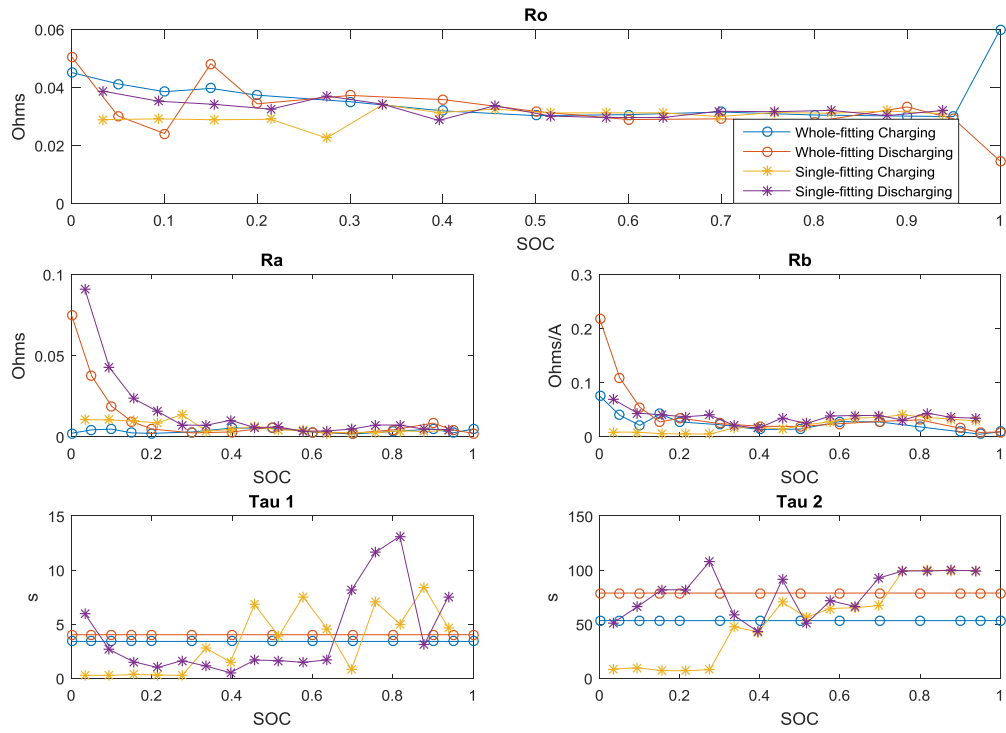 Ro
0.06
0.04
0.02
0
Ohms
0 0.1 0.2 0.3 0.4 0.5 0.6 0.7 0.8 0.9 1
SOC
Whole-fitting Charging
Whole-fitting Discharging
Single-fitting Charging
Single-fitting Discharging
Ra
0.1
0.05
0
Ohms
0 0.2 0.4 0.6 0.8 1
SOC
Rb
0.3
0.2
0.1
0
Ohms/A
0 0.2 0.4 0.6 0.8 1
SOC
Tau 1
15
10
5
0
s
0 0.2 0.4 0.6 0.8 1
SOC
Tau 2
150
100
50
0
s
0 0.2 0.4 0.6 0.8 1
SOC